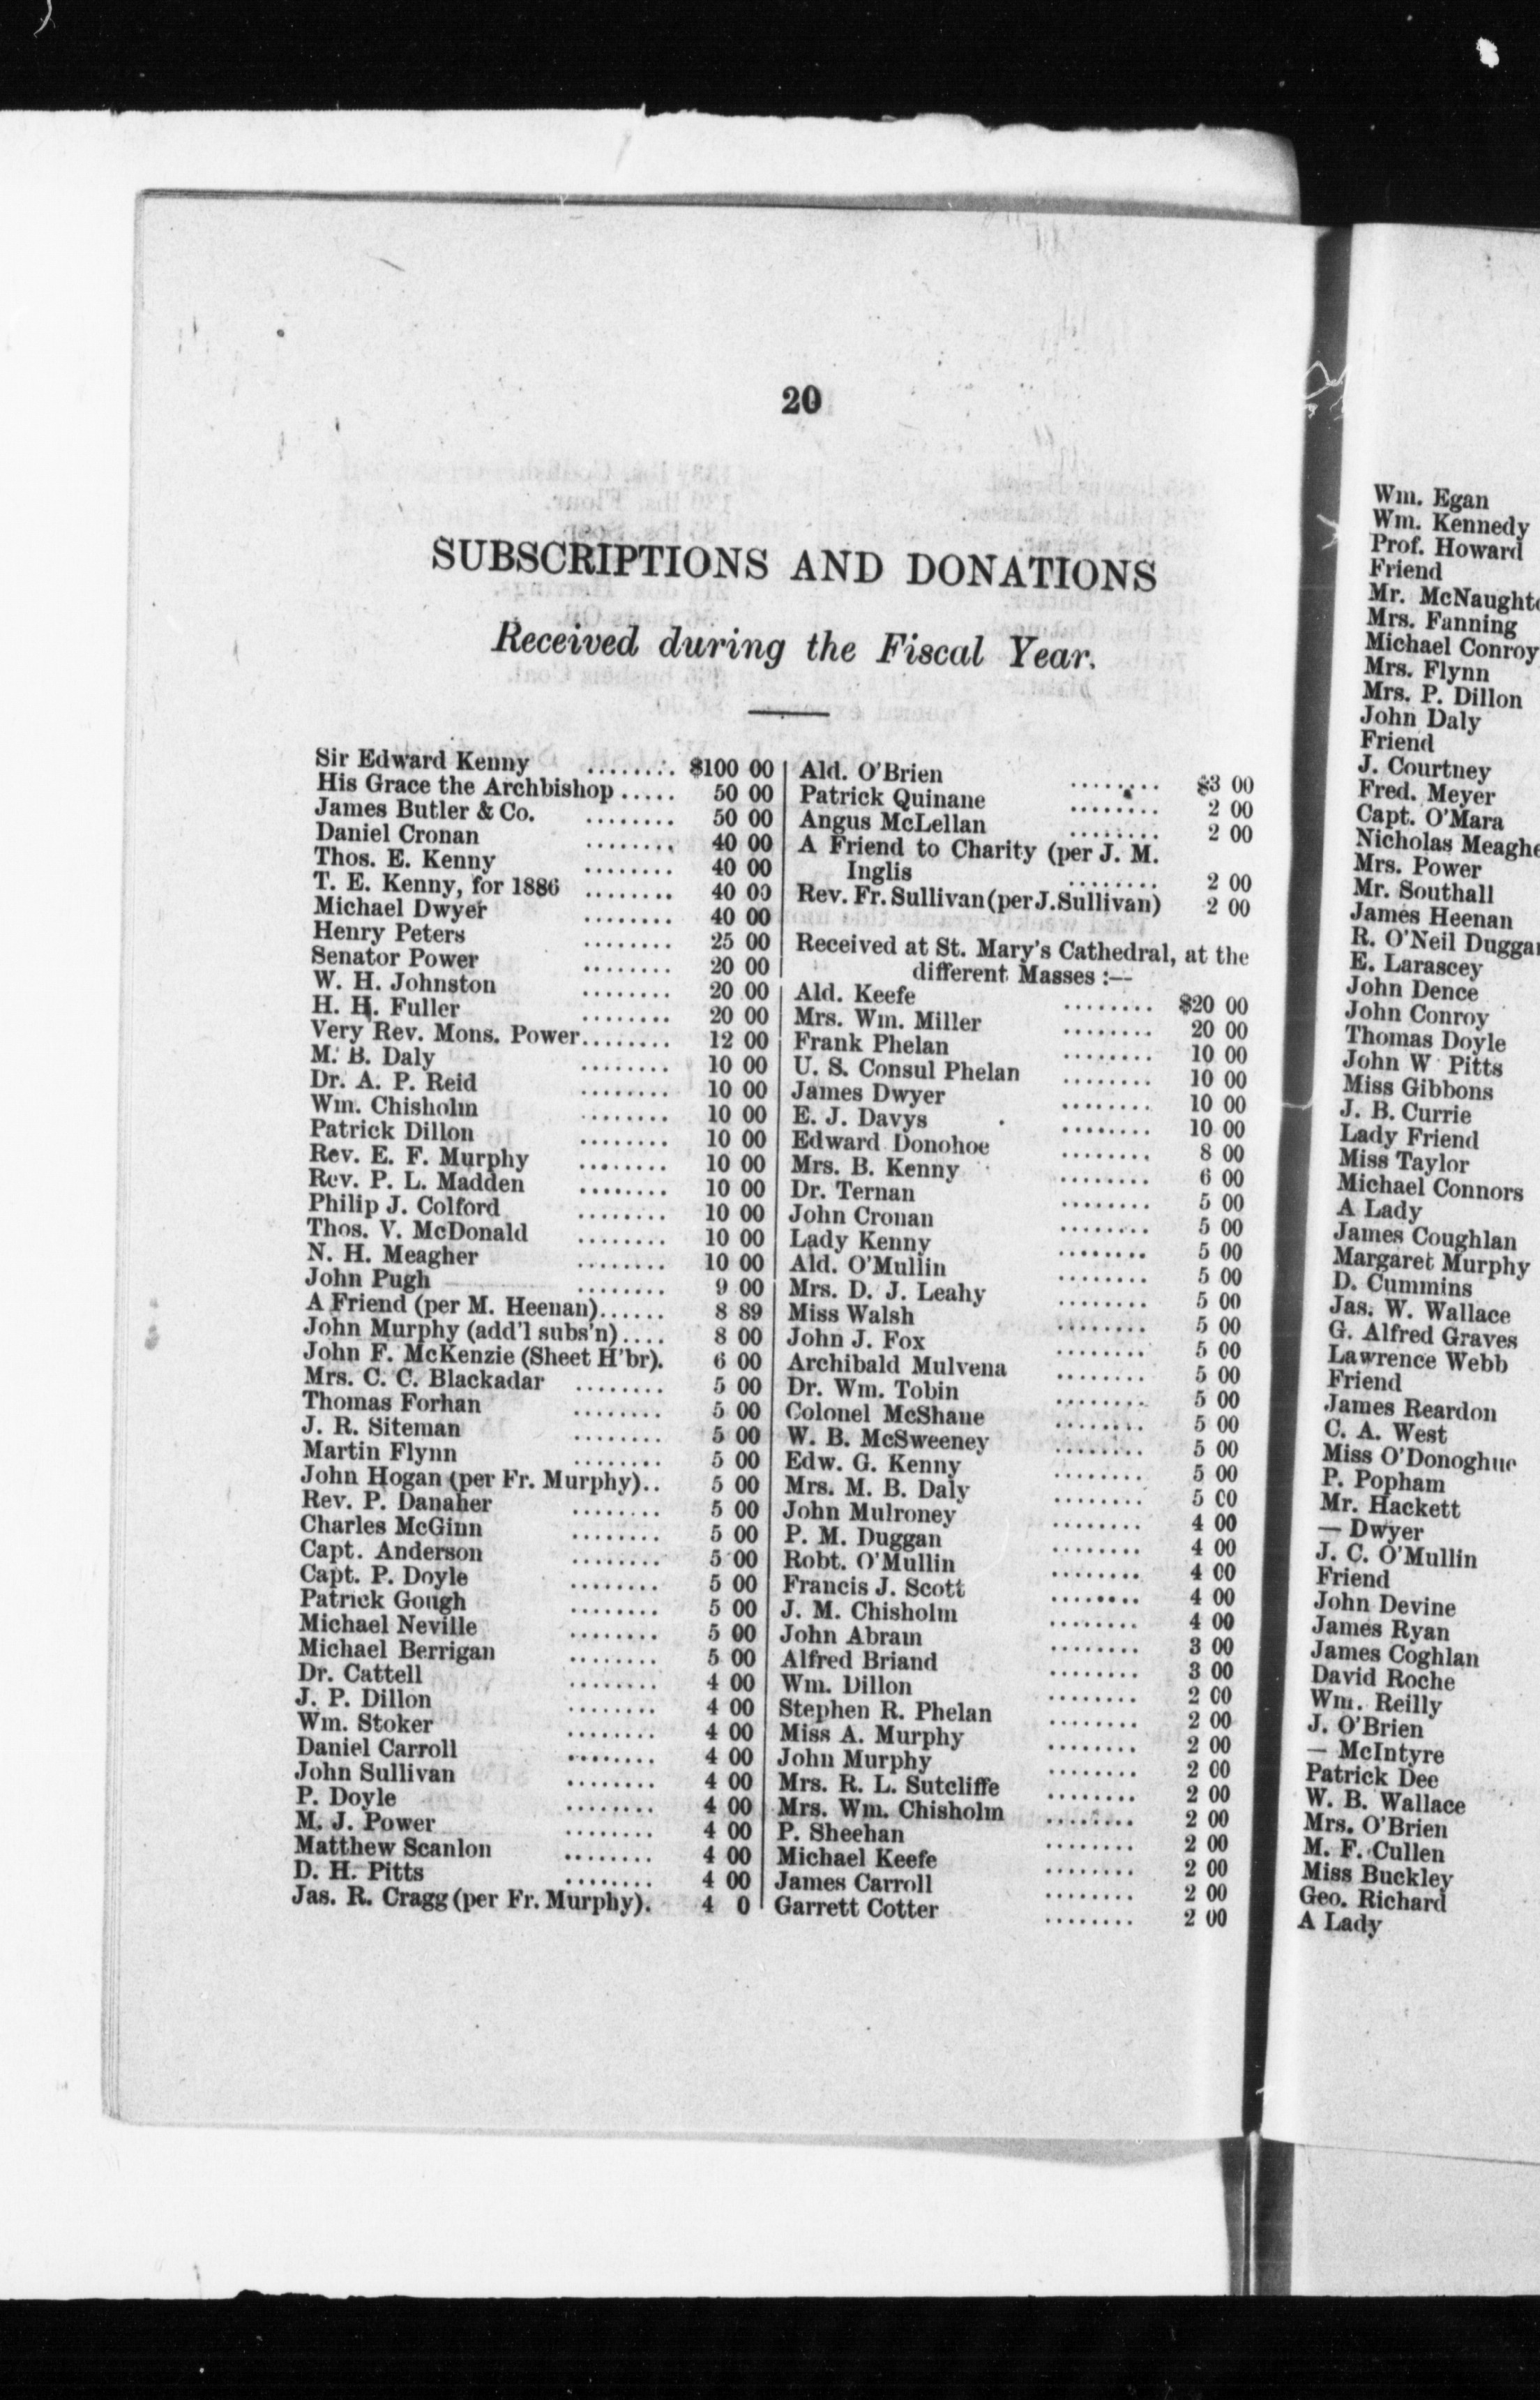 20
SUBSCRIPTIONS AND DONATIONS
Received during the Fiscal Year.
Sir Edward Kenny ........ $100 00
His Grace the Archbishop ..... 50 00
James Butler & Co. ........ 50 00
Daniel Cronan ........ 40 00
Thos. E. Kenny ........ 40 00
T. E. Kenny, for 1886 ........ 40 00
Michael Dwyer ........ 40 00
Henry Peters ........ 25 00
Senator Power ........ 20 00
W. H. Johnston ........ 20 00
H. H. Fuller ........ 20 00
Very Rev. Mons. Power........ 12 00
M. B. Daly ........ 10 00
Dr. A. P. Reid ........ 10 00
Wm. Chisholm ........ 10 00
Patrick Dillon ........ 10 00
Rev. E. F. Murphy ........ 10 00
Rev. P. L. Madden ........ 10 00
Philip J. Colford ........ 10 00
Thos. V. McDonald ........ 10 00
N. H. Meagher ........ 10 00
John Pugh ........ 9 00
A Friend (per M. Heenan)...... 8 89
John Murphy (add'l subs'n).... 8 00
John F. McKenzie (Sheet H'br). 6 00
Mrs. C. C. Blackadar ........ 5 00
Thomas Forhan ........ 5 00
J. R. Siteman ........ 5 00
Martin Flynn ........ 5 00
John Hogan (per Fr. Murphy).. 5 00
Rev. P. Danaher ........ 5 00
Charles McGinn ........ 5 00
Capt. Anderson ........ 5 00
Capt. P. Doyle ........ 5 00
Patrick Gough ........ 5 00
Michael Neville ........ 5 00
Michael Berrigan ........ 5 00
Dr. Cattell ........ 4 00
J. P. Dillon ........ 4 00
Wm. Stoker ........ 4 00
Daniel Carroll ........ 4 00
John Sullivan ........ 4 00
P. Doyle ........ 4 00
M. J. Power ........ 4 00
Matthew Scanlon ........ 4 00
D. H. Pitts ........ 4 00
Jas. R. Cragg (per Fr. Murphy). 4 0
Ald. O'Brien ........ $3 00
Patrick Quinane ........ 2 00
Angus McLellan ........ 2 00
A Friend to Charity (per J. M.
Inglis ........ 2 00
Rev. Fr. Sullivan (per J. Sullivan) 2 00
Received at St. Mary's Cathedral, at the
different Masses :—
Ald. Keefe ........ $20 00
Mrs. Wm. Miller ........ 20 00
Frank Phelan ........ 10 00
U. S. Consul Phelan ........ 10 00
James Dwyer ........ 10 00
E. J. Davys ........ 10 00
Edward Donohoe ........ 8 00
Mrs. B. Kenny ........ 6 00
Dr. Ternan ........ 5 00
John Cronan ........ 5 00
Lady Kenny ........ 5 00
Ald. O'Mullin ........ 5 00
Mrs. D. J. Leahy ........ 5 00
Miss Walsh ........ 5 00
John J. Fox ........ 5 00
Archibald Mulvena ........ 5 00
Dr. Wm. Tobin ........ 5 00
Colonel McShane ........ 5 00
W. B. McSweeney ........ 5 00
Edw. G. Kenny ........ 5 00
Mrs. M. B. Daly ........ 5 00
John Mulroney ........ 4 00
P. M. Duggan ........ 4 00
Robt. O'Mullin ........ 4 00
Francis J. Scott ........ 4 00
J. M. Chisholm ........ 4 00
John Abram ........ 3 00
Alfred Briand ........ 3 00
Wm. Dillon ........ 2 00
Stephen R. Phelan ........ 2 00
Miss A. Murphy ........ 2 00
John Murphy ........ 2 00
Mrs. R. L. Sutcliffe ........ 2 00
Mrs. Wm. Chisholm ........ 2 00
P. Sheehan ........ 2 00
Michael Keefe ........ 2 00
James Carroll ........ 2 00
Garrett Cotter ........ 2 00
Wm. Egan
Wm. Kennedy
Prof. Howard
Friend
Mr. McNaught
Mrs. Fanning
Michael Conroy
Mrs. Flynn
Mrs. P. Dillon
John Daly
Friend
J. Courtney
Fred. Meyer
Capt. O'Mara
Nicholas Meaghe
Mrs. Power
Mr. Southall
James Heenan
R. O'Neil Duggan
E. Larascey
John Dence
John Conroy
Thomas Doyle
John W Pitts
Miss Gibbons
J. B. Currie
Lady Friend
Miss Taylor
Michael Connors
A Lady
James Coughlan
Margaret Murphy
D. Cummins
Jas. W. Wallace
G. Alfred Graves
Lawrence Webb
Friend
James Reardon
C. A. West
Miss O'Donoghue
P. Popham
Mr. Hackett
— Dwyer
J. C. O'Mullin
Friend
John Devine
James Ryan
James Coghlan
David Roche
Wm. Reilly
J. O'Brien
— McIntyre
Patrick Dee
W. B. Wallace
Mrs. O'Brien
M. F. Cullen
Miss Buckley
Geo. Richard
A Lady